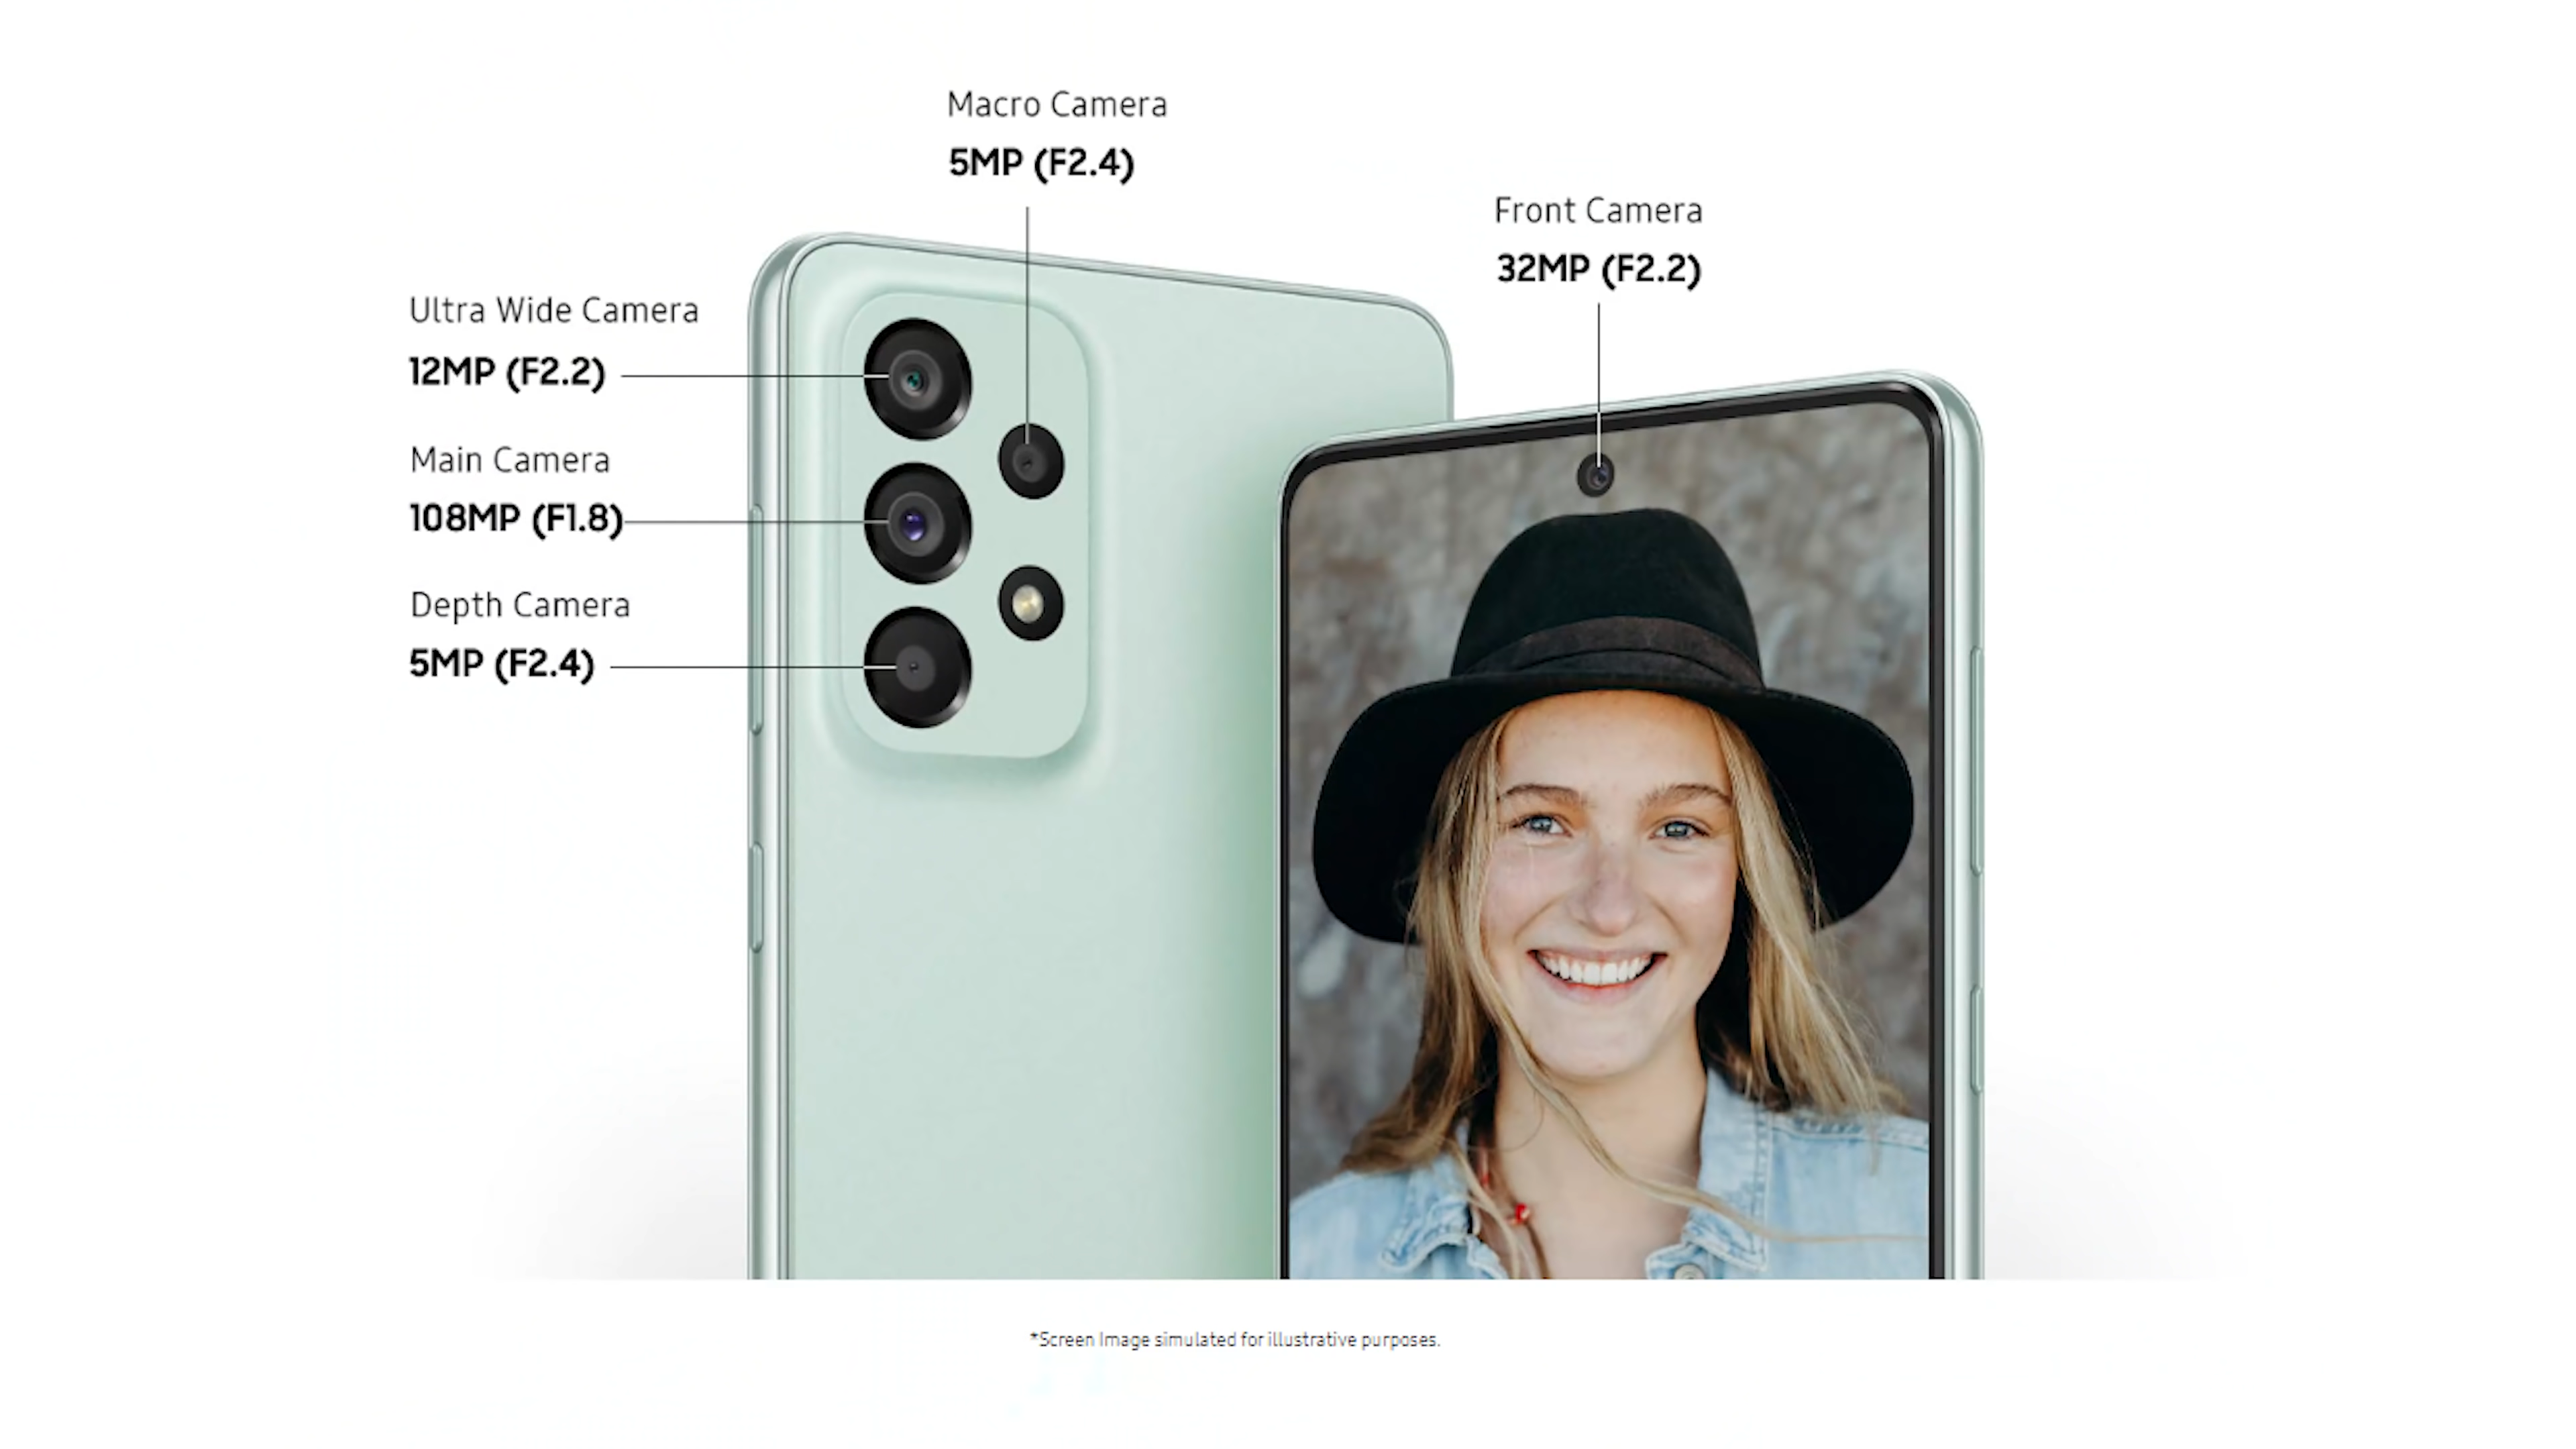 Macro Camera
5MP (F2.4)
Front Camera
32MP (F2.2)
Ultra Wide Camera
12MP (F2.2)
Main Camera
108MP (F1.8)
Depth Camera
5MP (F2.4)
*Screen Image simulated for illustrative purposes.